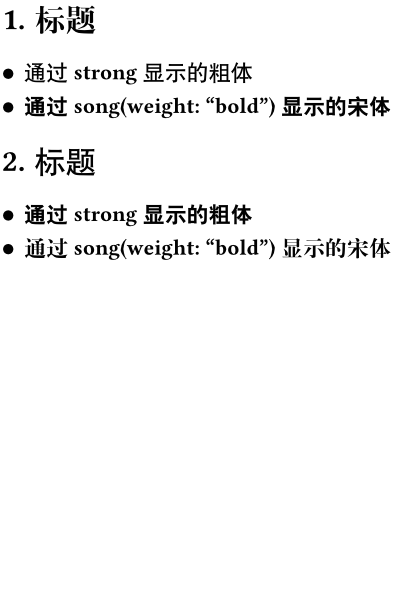 1. 标题
• 通过 strong 显示的粗体
• 通过 song(weight: “bold”) 显示的宋体
2. 标题
• 通过 strong 显示的粗体
• 通过 song(weight: “bold”) 显示的宋体